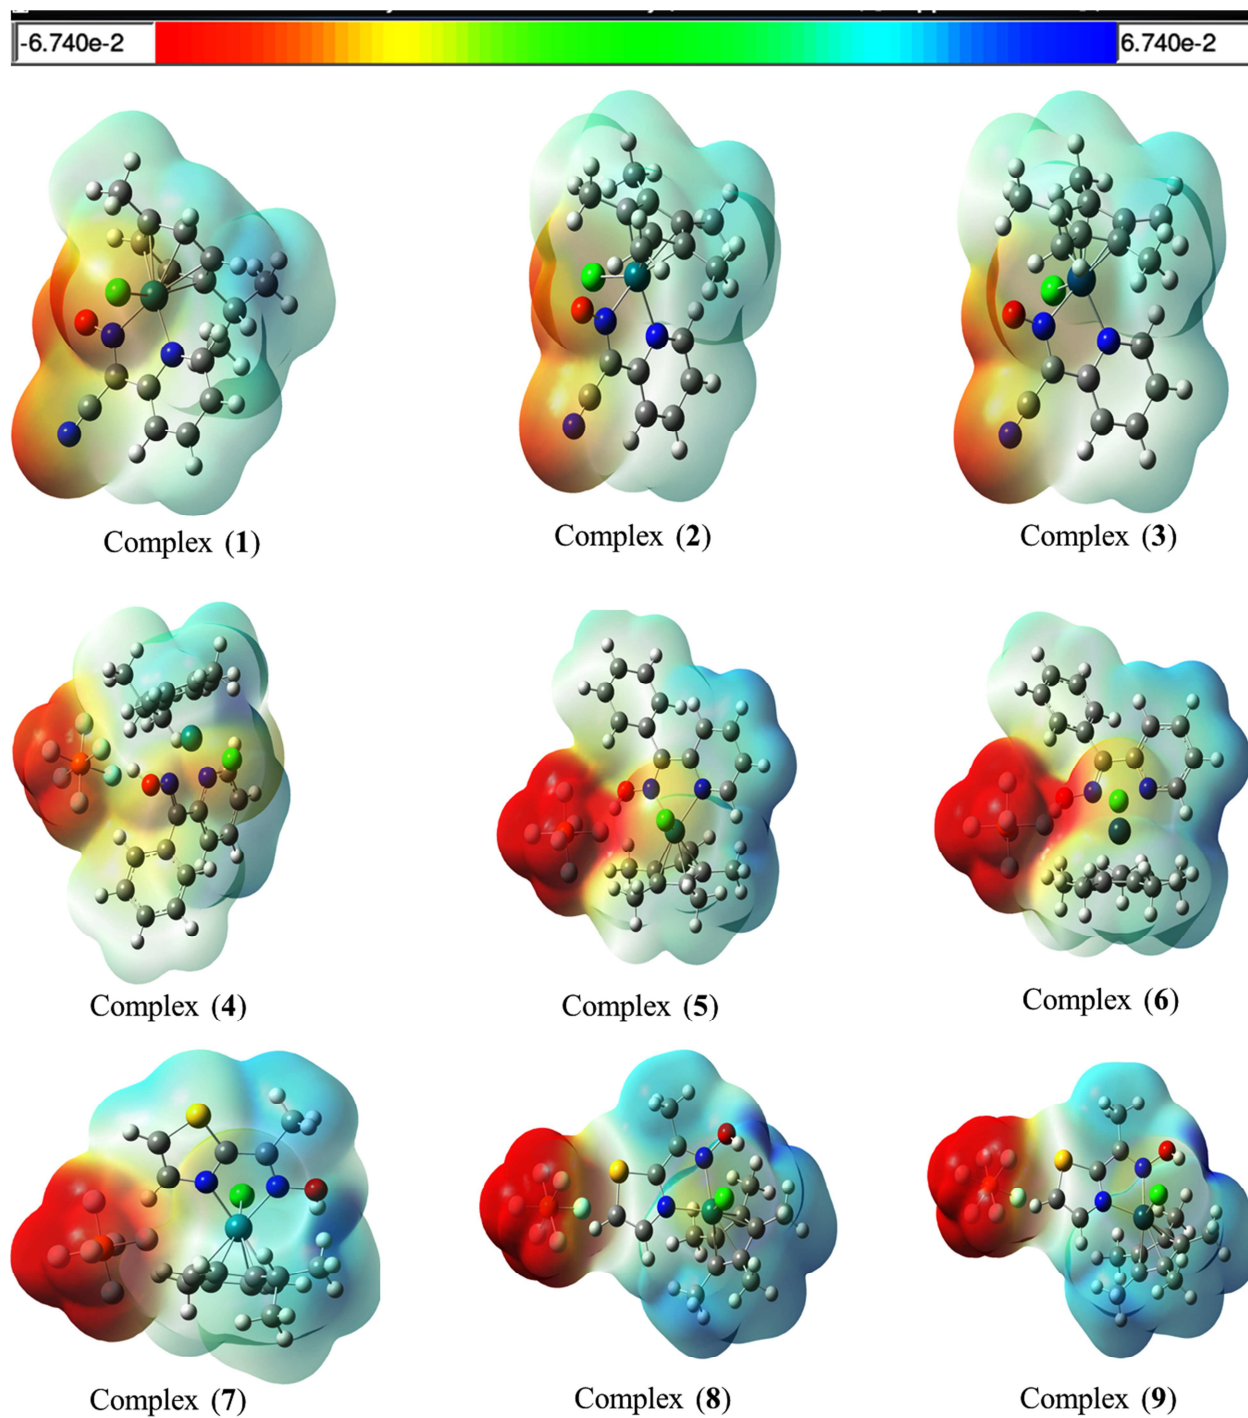 -6.740e-2 6.740e-2
Complex (1) Complex (2) Complex (3)
Complex (4) Complex (5) Complex (6)
Complex (7) Complex (8) Complex (9)